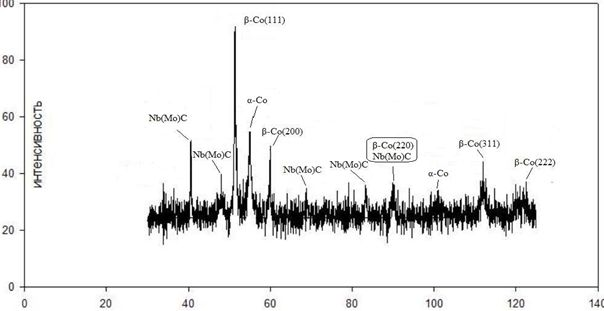 100
80
60
40
20
0
ИНТЕНСИВНОСТЬ
β-Co(111)
α-Co
Nb(Mo)C
β-Co(200)
Nb(Mo)C
Nb(Mo)C
Nb(Mo)C
β-Co(220)
Nb(Mo)C
α-Co
β-Co(311)
β-Co(222)
0 20 40 60 80 100 120 140